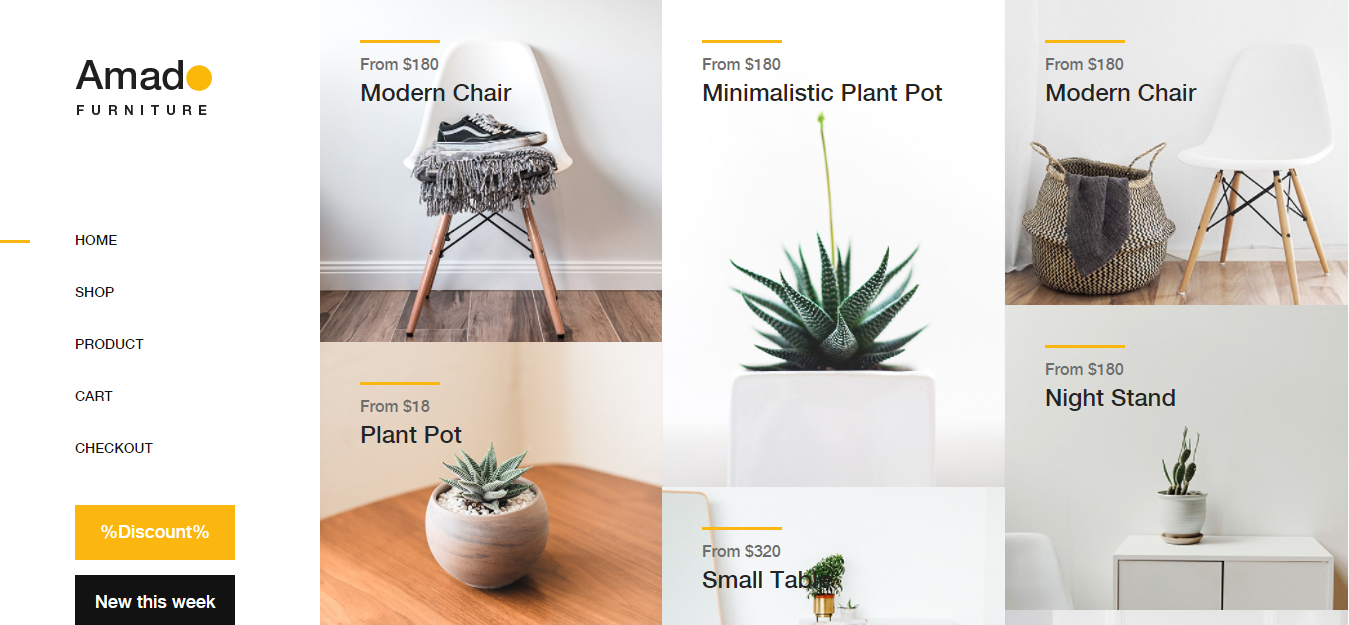 Amado
FURNITURE
HOME
SHOP
PRODUCT
CART
CHECKOUT
%Discount%
New this week
From $180
Modern Chair
From $18
Plant Pot
From $180
Minimalistic Plant Pot
From $320
Small Table
From $180
Modern Chair
From $180
Night Stand